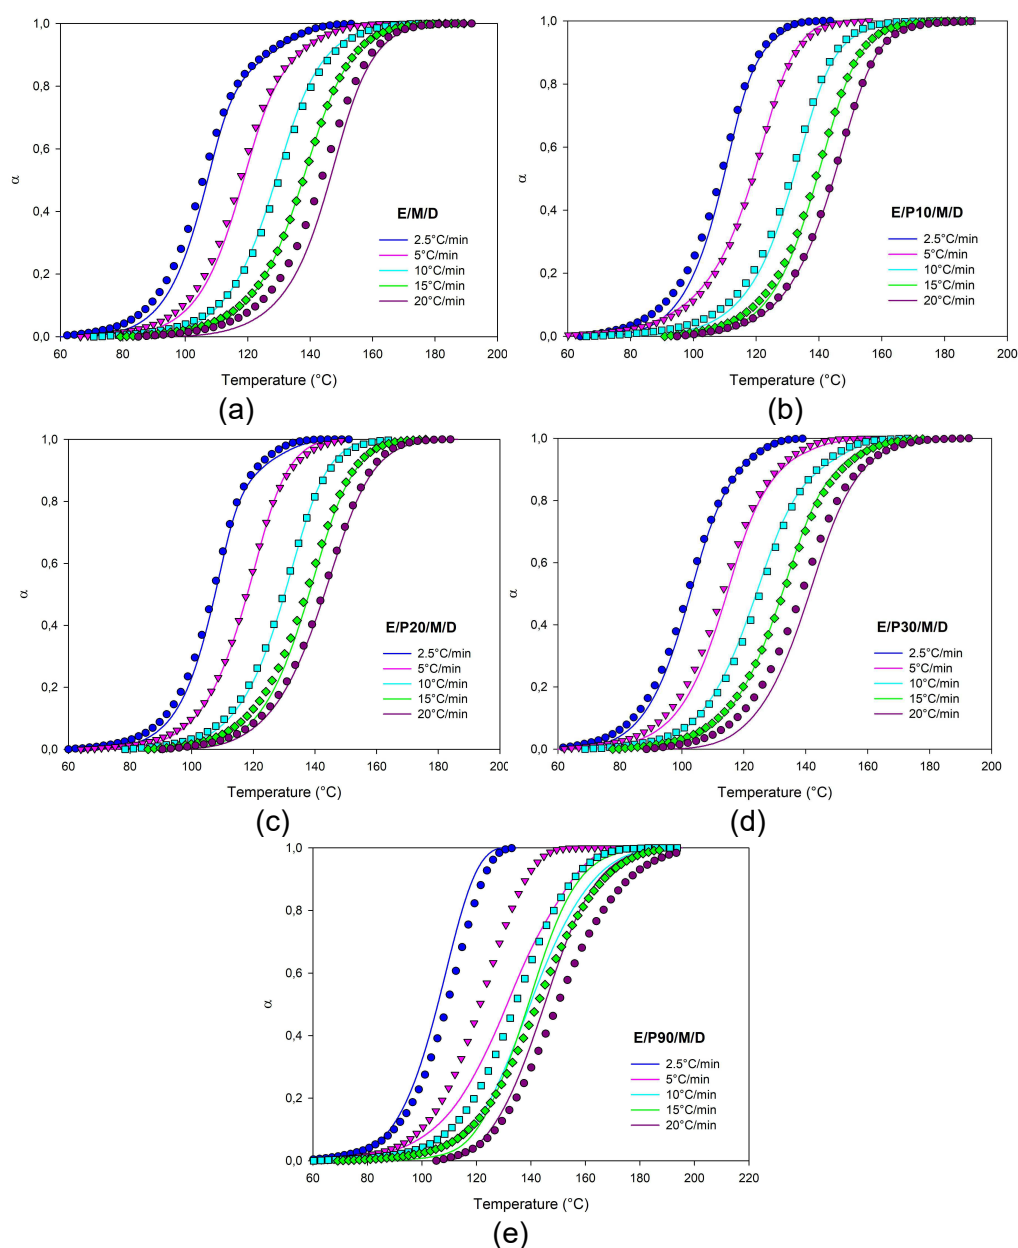 1,0
0,8
0,6
0,4
0,2
0,0
α
E/M/D
2.5°C/min
5°C/min
10°C/min
15°C/min
20°C/min
60 80 100 120 140 160 180 200
Temperature (°C)
(a)
1,0
0,8
0,6
0,4
0,2
0,0
α
E/P10/M/D
2.5°C/min
5°C/min
10°C/min
15°C/min
20°C/min
60 80 100 120 140 160 180 200
Temperature (°C)
(b)
1,0
0,8
0,6
0,4
0,2
0,0
α
E/P20/M/D
2.5°C/min
5°C/min
10°C/min
15°C/min
20°C/min
60 80 100 120 140 160 180 200
Temperature (°C)
(c)
1,0
0,8
0,6
0,4
0,2
0,0
α
E/P30/M/D
2.5°C/min
5°C/min
10°C/min
15°C/min
20°C/min
60 80 100 120 140 160 180 200
Temperature (°C)
(d)
1,0
0,8
0,6
0,4
0,2
0,0
α
E/P90/M/D
2.5°C/min
5°C/min
10°C/min
15°C/min
20°C/min
60 80 100 120 140 160 180 200 220
Temperature (°C)
(e)